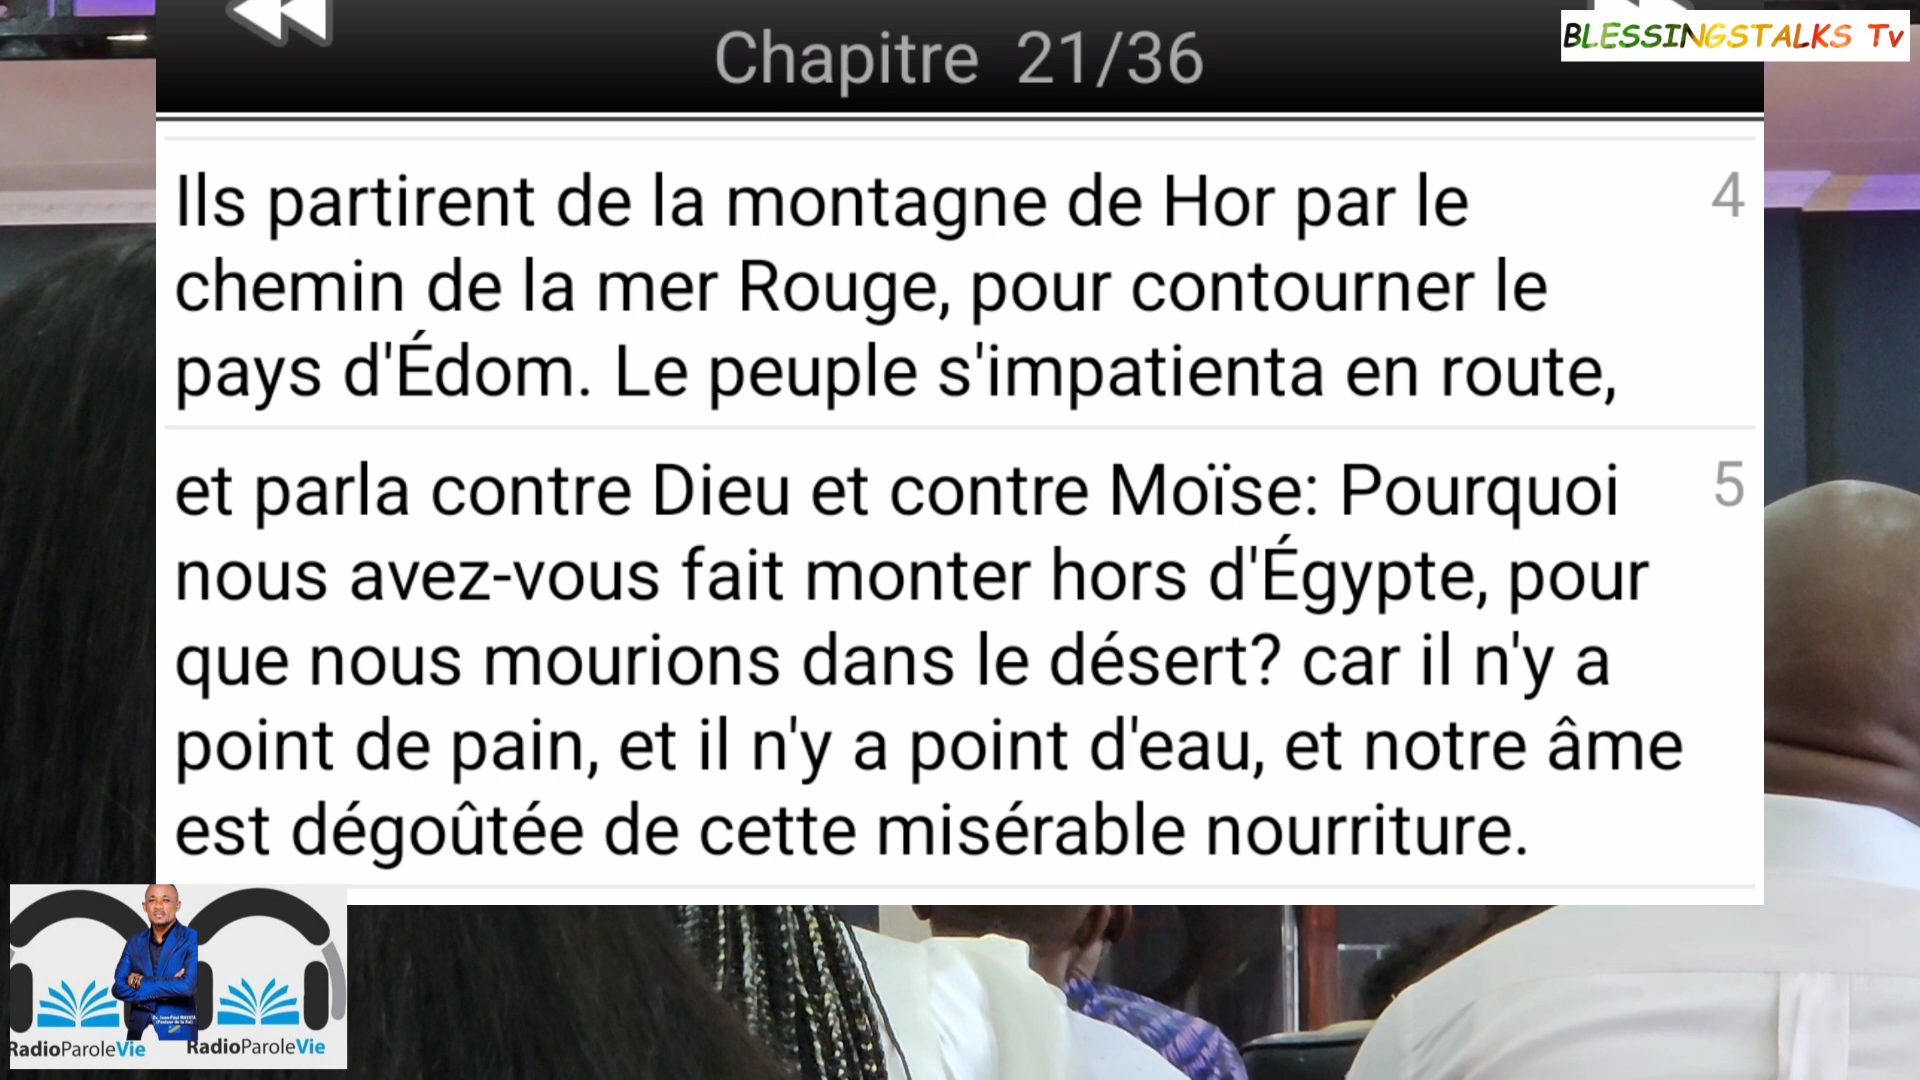 BLESSINGSTALKS Tv
Chapitre 21/36
Ils partirent de la montagne de Hor par le 4
chemin de la mer Rouge, pour contourner le
pays d'Édom. Le peuple s'impatienta en route,
et parla contre Dieu et contre Moïse: Pourquoi 5
nous avez-vous fait monter hors d'Égypte, pour
que nous mourions dans le désert? car il n'y a
point de pain, et il n'y a point d'eau, et notre âme
est dégoûtée de cette misérable nourriture.
RadioParoleVie
RadioParoleVie